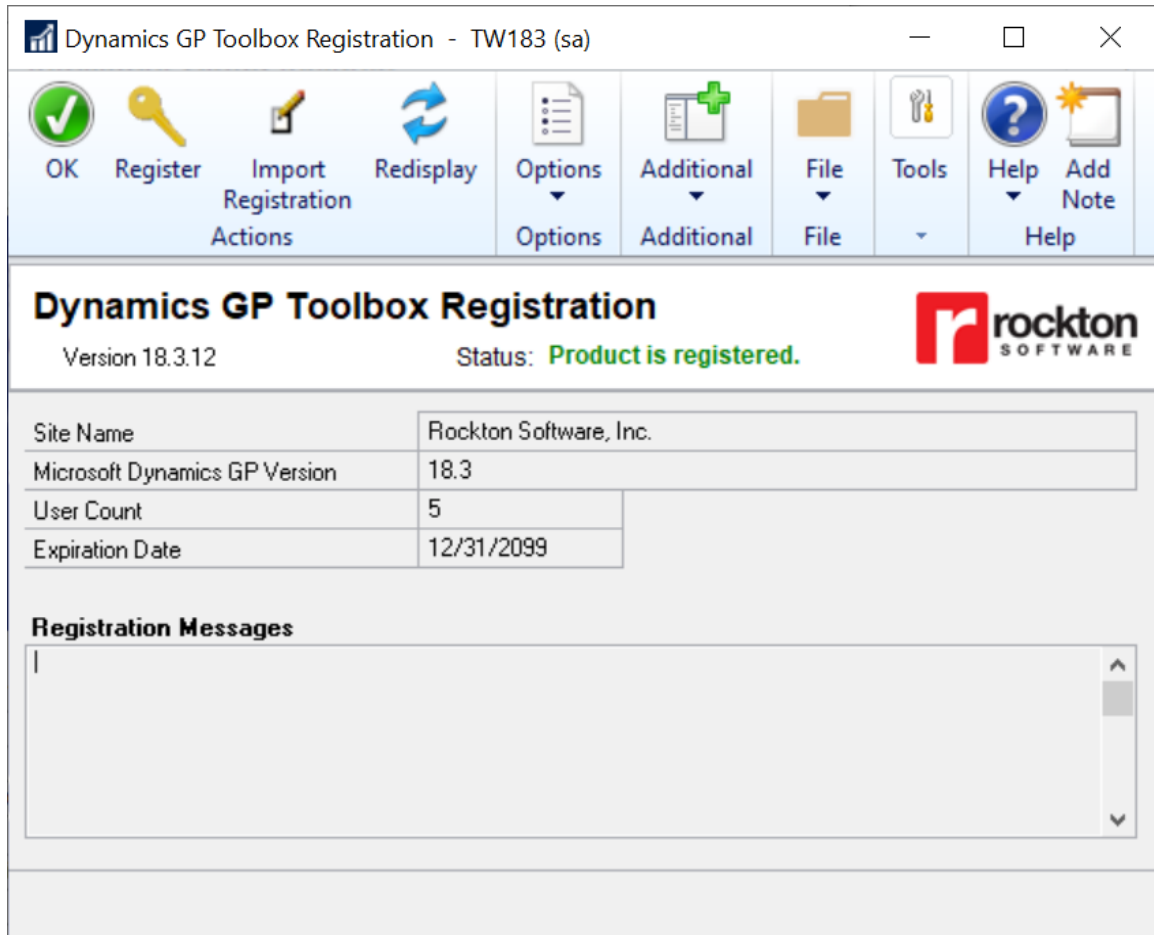 Dynamics GP Toolbox Registration - TW183 (sa)
OK Register Import Registration Redisplay Options Additional File Tools Help Add Note
Actions Options Additional File Help
Dynamics GP Toolbox Registration
Version 18.3.12 Status: Product is registered.
rockton
SOFTWARE
Site Name Rockton Software, Inc.
Microsoft Dynamics GP Version 18.3
User Count 5
Expiration Date 12/31/2099
Registration Messages